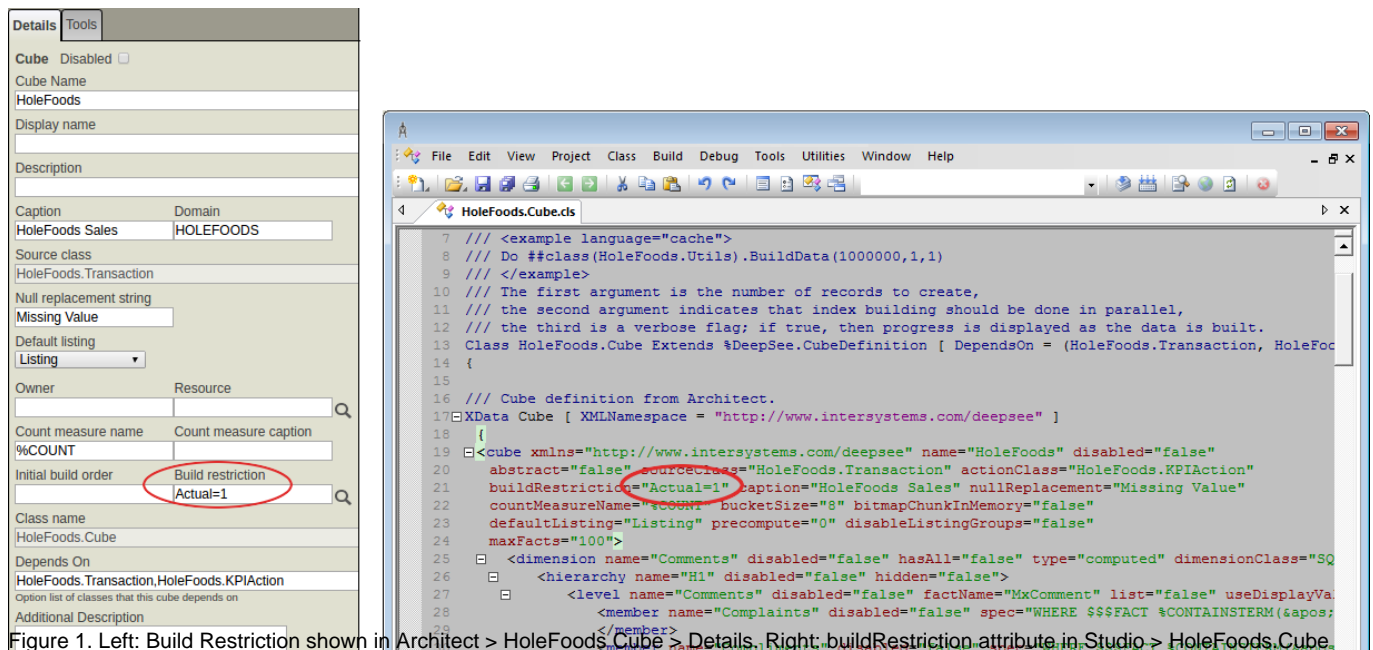 Details Tools
Cube Disabled
Cube Name
HoleFoods
Display name
Description
Caption Domain
HoleFoods Sales HOLEFOODS
Source class
HoleFoods.Transaction
Null replacement string
Missing Value
Default listing
Listing
Owner Resource
Count measure name Count measure caption
%COUNT
Initial build order Build restriction
Actual=1
Class name
HoleFoods.Cube
Depends On
HoleFoods.Transaction,HoleFoods.KPIAction
Option list of classes that this cube depends on
Additional Description
File Edit View Project Class Build Debug Tools Utilities Window Help
HoleFoods.Cube.cls
7 /// <example language="cache">
8 /// Do ##class(HoleFoods.Utils).BuildData(1000000,1,1)
9 /// </example>
10 /// The first argument is the number of records to create,
11 /// the second argument indicates that index building should be done in parallel,
12 /// the third is a verbose flag; if true, then progress is displayed as the data is built.
13 Class HoleFoods.Cube Extends %DeepSee.CubeDefinition [ DependsOn = (HoleFoods.Transaction, HoleFoo
14 {
15
16 /// Cube definition from Architect.
17 XData Cube [ XMLNamespace = "http://www.intersystems.com/deepsee" ]
18 {
19 <cube xmlns="http://www.intersystems.com/deepsee" name="HoleFoods" disabled="false"
20 abstract="false" sourceClass="HoleFoods.Transaction" actionClass="HoleFoods.KPIAction"
21 buildRestriction="Actual=1" caption="HoleFoods Sales" nullReplacement="Missing Value"
22 countMeasureName="%COUNT" bucketSize="8" bitmapChunkInMemory="false"
23 defaultListing="Listing" precompute="0" disableListingGroups="false"
24 maxFacts="100">
25 <dimension name="Comments" disabled="false" hasAll="false" type="computed" dimensionClass="SQ
26 <hierarchy name="H1" disabled="false" hidden="false">
27 <level name="Comments" disabled="false" factName="MxComment" list="false" useDisplayVa
28 <member name="Complaints" disabled="false" spec="WHERE $$$FACT %CONTAINSTERM(&apos;
29 </member>
Figure 1. Left: Build Restriction shown in Architect > HoleFoods.Cube > Details. Right: buildRestriction attribute in Studio > HoleFoods.Cube